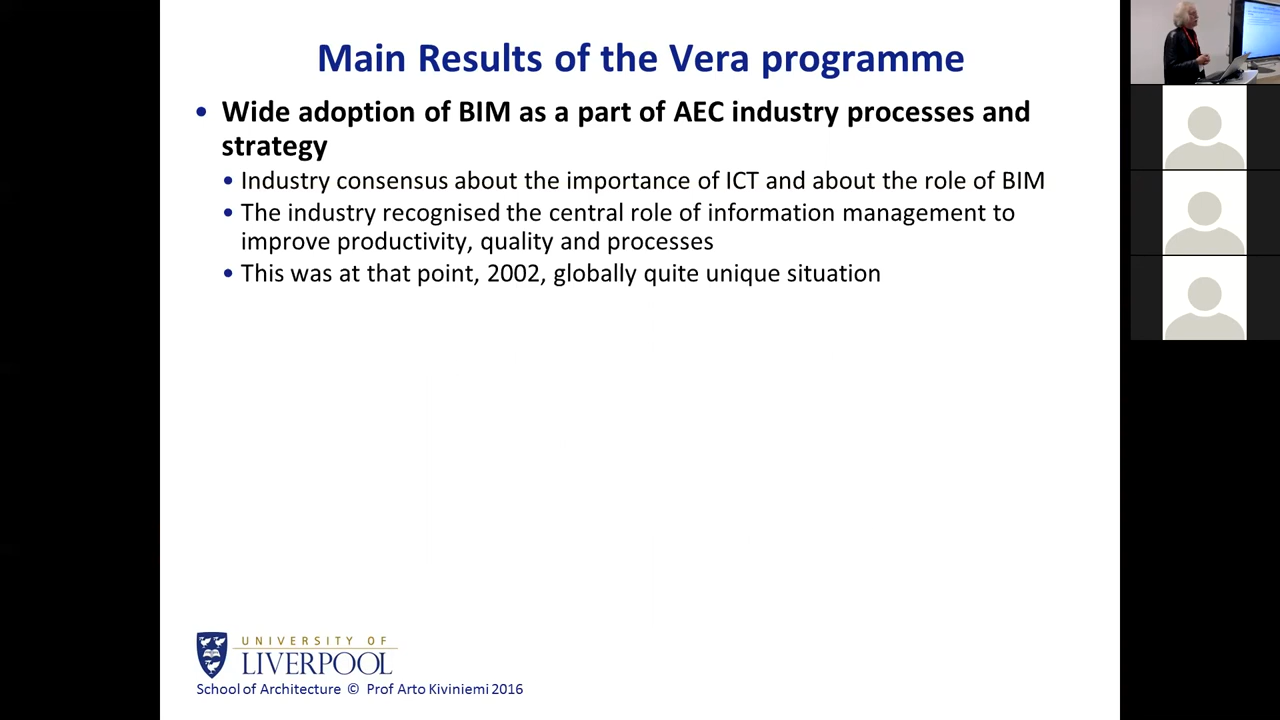 Main Results of the Vera programme
• Wide adoption of BIM as a part of AEC industry processes and
strategy
• Industry consensus about the importance of ICT and about the role of BIM
• The industry recognised the central role of information management to
improve productivity, quality and processes
• This was at that point, 2002, globally quite unique situation
UNIVERSITY OF
LIVERPOOL
School of Architecture © Prof Arto Kiviniemi 2016